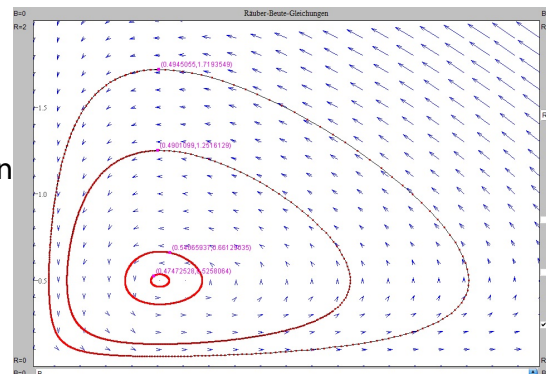 B=0 Räuber-Beute-Gleichungen B
R=2 R
(0.4945055,1.7193549)
1.5
R
(0.4901099,1.2516129)
n
1.0
0.5
R=0 R
B=0 B B